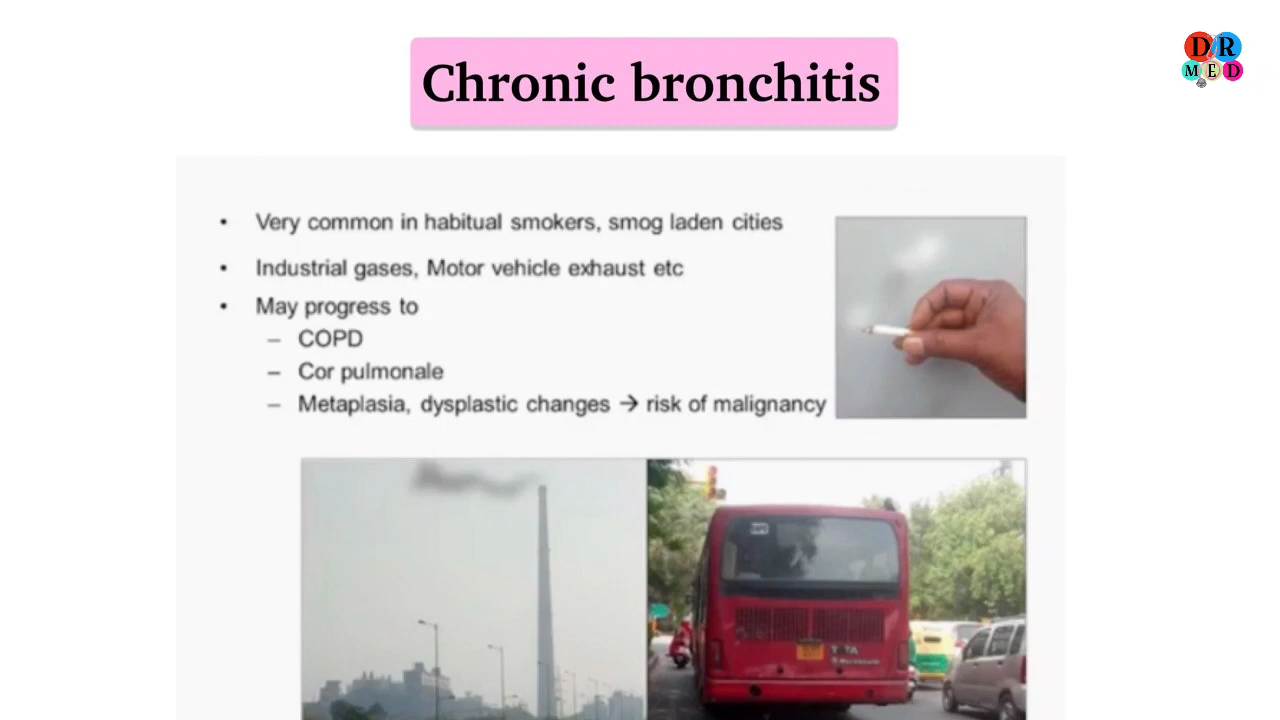 Chronic bronchitis
DR
MED
• Very common in habitual smokers, smog laden cities
• Industrial gases, Motor vehicle exhaust etc
• May progress to
– COPD
– Cor pulmonale
– Metaplasia, dysplastic changes → risk of malignancy
TATA